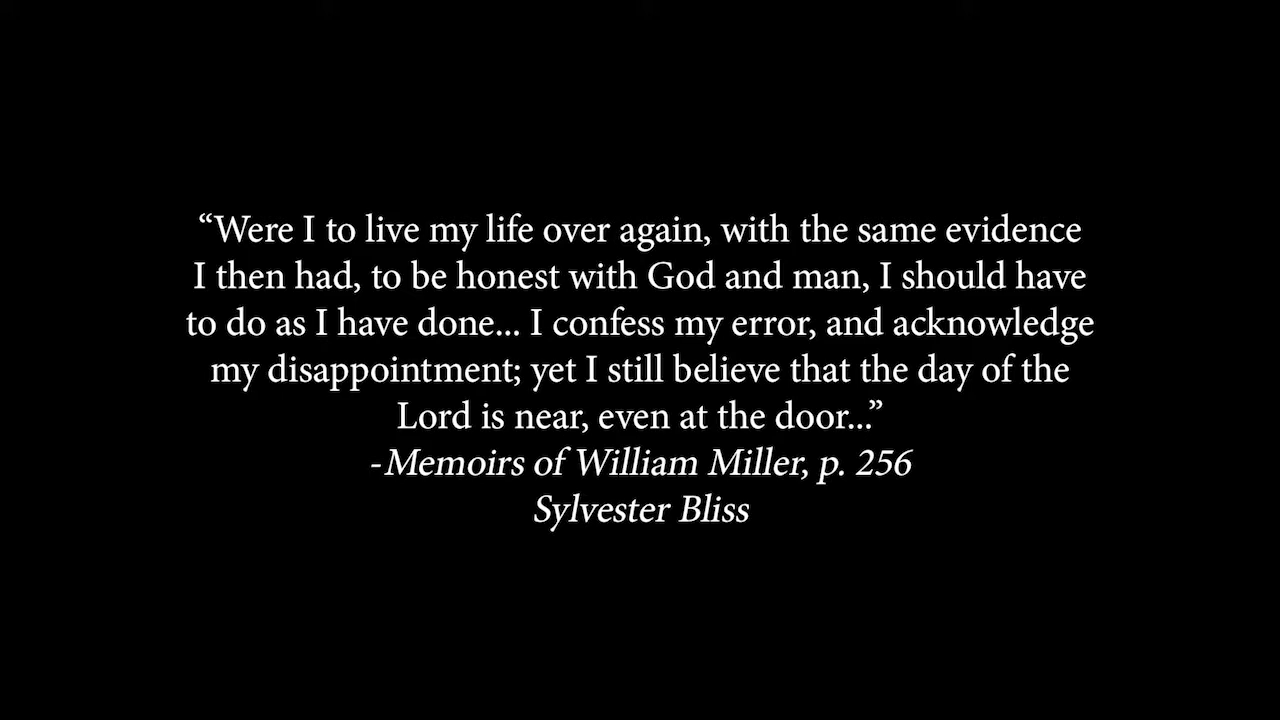 “Were I to live my life over again, with the same evidence
I then had, to be honest with God and man, I should have
to do as I have done... I confess my error, and acknowledge
my disappointment; yet I still believe that the day of the
Lord is near, even at the door...”
-Memoirs of William Miller, p. 256
Sylvester Bliss